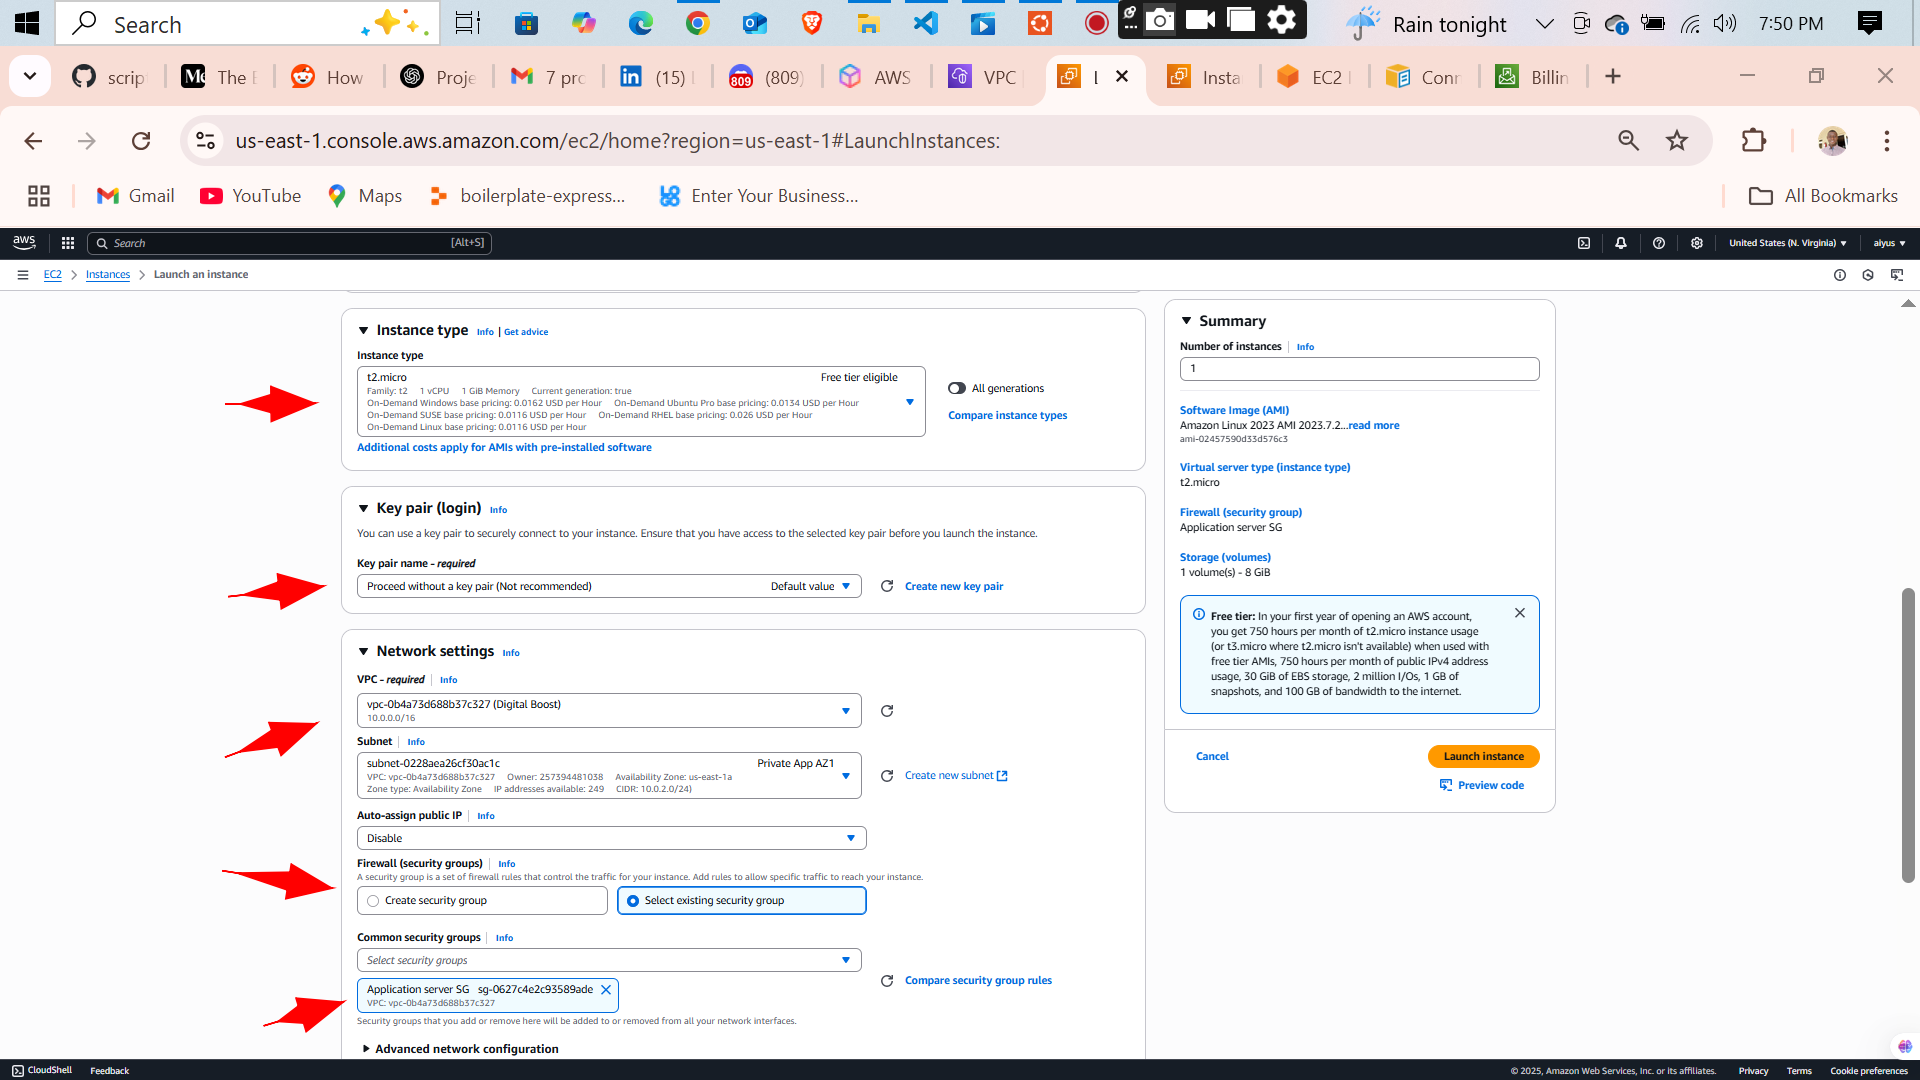 Search
Rain tonight
7:50 PM
scrip
The E
How
Proje
7 pro
(15) L
(809)
AWS
VPC
L
Insta
EC2 I
Conn
Billin
us-east-1.console.aws.amazon.com/ec2/home?region=us-east-1#LaunchInstances:
Gmail
YouTube
Maps
boilerplate-express...
Enter Your Business...
All Bookmarks
aws
Search
[Alt+S]
United States (N. Virginia)
aiyus
EC2
Instances
Launch an instance
Instance type Info | Get advice
Instance type
t2.micro Free tier eligible
Family: t2 1 vCPU 1 GiB Memory Current generation: true
On-Demand Windows base pricing: 0.0162 USD per Hour On-Demand Ubuntu Pro base pricing: 0.0134 USD per Hour
On-Demand SUSE base pricing: 0.0116 USD per Hour On-Demand RHEL base pricing: 0.026 USD per Hour
On-Demand Linux base pricing: 0.0116 USD per Hour
All generations
Compare instance types
Additional costs apply for AMIs with pre-installed software
Key pair (login) Info
You can use a key pair to securely connect to your instance. Ensure that you have access to the selected key pair before you launch the instance.
Key pair name - required
Proceed without a key pair (Not recommended) Default value
Create new key pair
Network settings Info
VPC - required Info
vpc-0b4a73d688b37c327 (Digital Boost)
10.0.0.0/16
Subnet Info
subnet-0228aea26cf30ac1c Private App AZ1
VPC: vpc-0b4a73d688b37c327 Owner: 257394481038 Availability Zone: us-east-1a
Zone type: Availability Zone IP addresses available: 249 CIDR: 10.0.2.0/24)
Create new subnet
Auto-assign public IP Info
Disable
Firewall (security groups) Info
A security group is a set of firewall rules that control the traffic for your instance. Add rules to allow specific traffic to reach your instance.
Create security group
Select existing security group
Common security groups Info
Select security groups
Application server SG sg-0627c4e2c93589ade
VPC: vpc-0b4a73d688b37c327
Compare security group rules
Security groups that you add or remove here will be added to or removed from all your network interfaces.
Advanced network configuration
Summary
Number of instances Info
1
Software Image (AMI)
Amazon Linux 2023 AMI 2023.7.2...read more
ami-02457590d33d576c3
Virtual server type (instance type)
t2.micro
Firewall (security group)
Application server SG
Storage (volumes)
1 volume(s) - 8 GiB
Free tier: In your first year of opening an AWS account,
you get 750 hours per month of t2.micro instance usage
(or t3.micro where t2.micro isn't available) when used with
free tier AMIs, 750 hours per month of public IPv4 address
usage, 30 GiB of EBS storage, 2 million I/Os, 1 GB of
snapshots, and 100 GB of bandwidth to the internet.
Cancel
Launch instance
Preview code
CloudShell
Feedback
© 2025, Amazon Web Services, Inc. or its affiliates.
Privacy
Terms
Cookie preferences